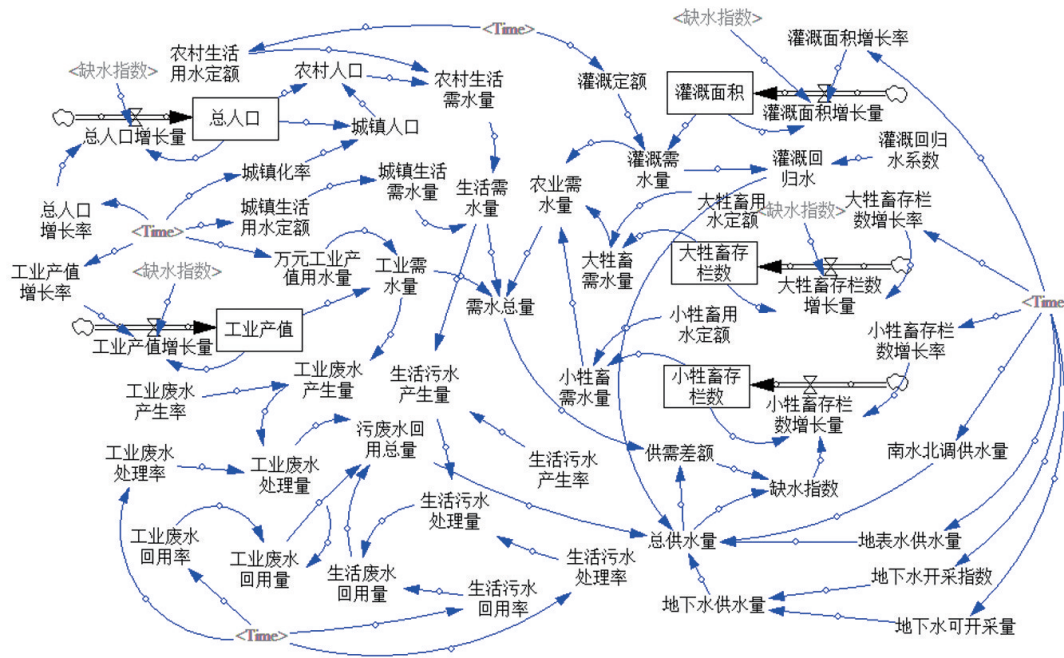 <缺水指数>
灌溉面积增长率
<Time>
农村生活
用水定额
<缺水指数>
农村人口
农村生活
需水量
灌溉定额
灌溉面积
总人口
灌溉面积增长量
总人口增长量
城镇人口
灌溉需
水量
灌溉回
归水
灌溉回归
水系数
城镇化率
城镇生活
需水量
生活需
水量
农业需
水量
大牲畜用
水定额
<缺水指数>
大牲畜存栏
数增长率
总人口
增长率
城镇生活
用水定额
<Time>
工业产值
增长率
<缺水指数>
万元工业产
值用水量
工业需
水量
大牲畜
需水量
大牲畜存
栏数
大牲畜存栏数
增长量
需水总量
<Time>
工业产值
工业产值增长量
小牲畜用
水定额
小牲畜存栏
数增长率
工业废水
产生量
生活污水
产生量
小牲畜
需水量
小牲畜存
栏数
小牲畜存栏
数增长量
工业废水
产生率
污废水回
用总量
供需差额
南水北调供水量
工业废水
处理率
工业废水
处理量
生活污水
产生率
缺水指数
生活污水
处理量
工业废水
回用率
总供水量
地表水供水量
工业废水
回用量
生活废水
回用量
生活污水
回用率
生活污水
处理率
地下水开采指数
地下水供水量
地下水可开采量
<Time>